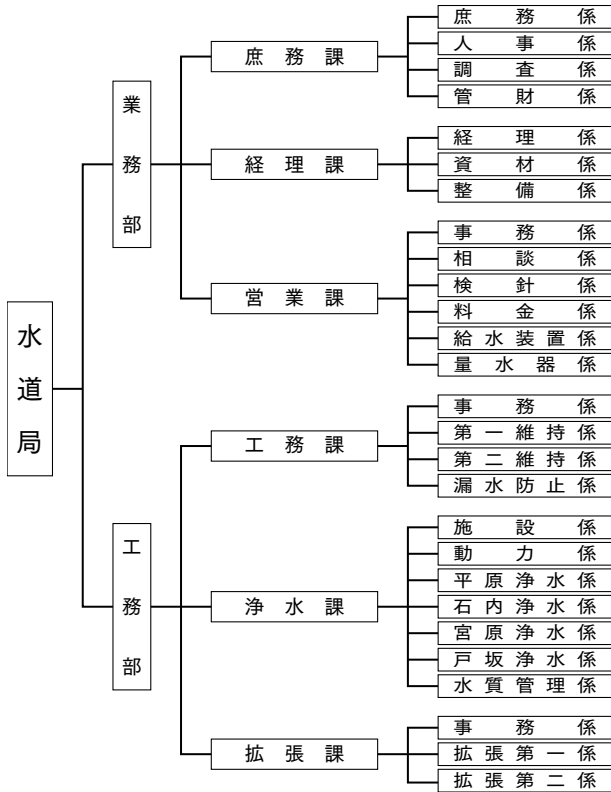 水道局
業務部
庶務課
庶務係
人事係
調査係
管財係
経理課
経理係
資材係
整備係
営業課
事務係
相談係
検針係
料金係
給水装置係
量水器係
工務部
工務課
事務係
第一維持係
第二維持係
漏水防止係
浄水課
施設係
動力係
平原浄水係
石内浄水係
宮原浄水係
戸坂浄水係
水質管理係
拡張課
事務係
拡張第一係
拡張第二係